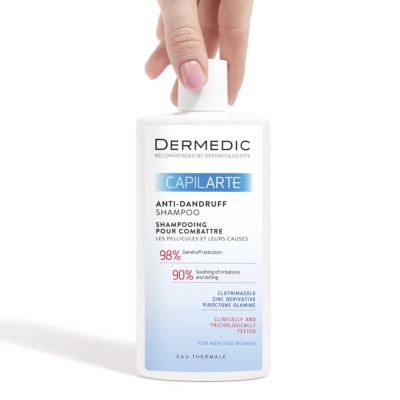 DERMEDIC
RECOMMENDED BY DERMATOLOGISTS
CAPILARTE
ANTI-DANDRUFF
SHAMPOO
SHAMPOOING
POUR COMBATTRE
LES PELLICULES ET LEURS CAUSES
98% Dandruff reduction
90% Soothing of irritations
and itching
CLOTRIMAZOLE
ZINC DERIVATIVE
PIROCTONE OLAMINE
CLINICALLY AND
TRICHOLOGICALLY
TESTED
FOR MEN AND WOMEN
EAU THERMALE